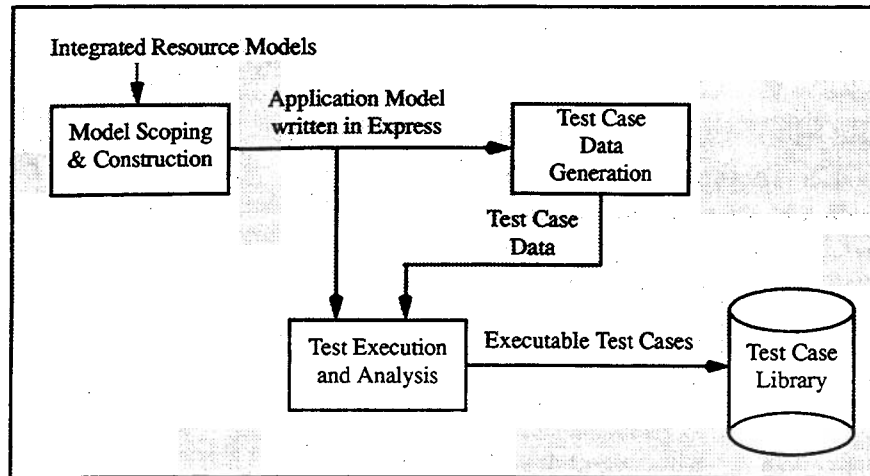 Integrated Resource Models
Model Scoping
& Construction
Application Model
written in Express
Test Case
Data
Generation
Test Case
Data
Test Execution
and Analysis
Executable Test Cases
Test Case
Library